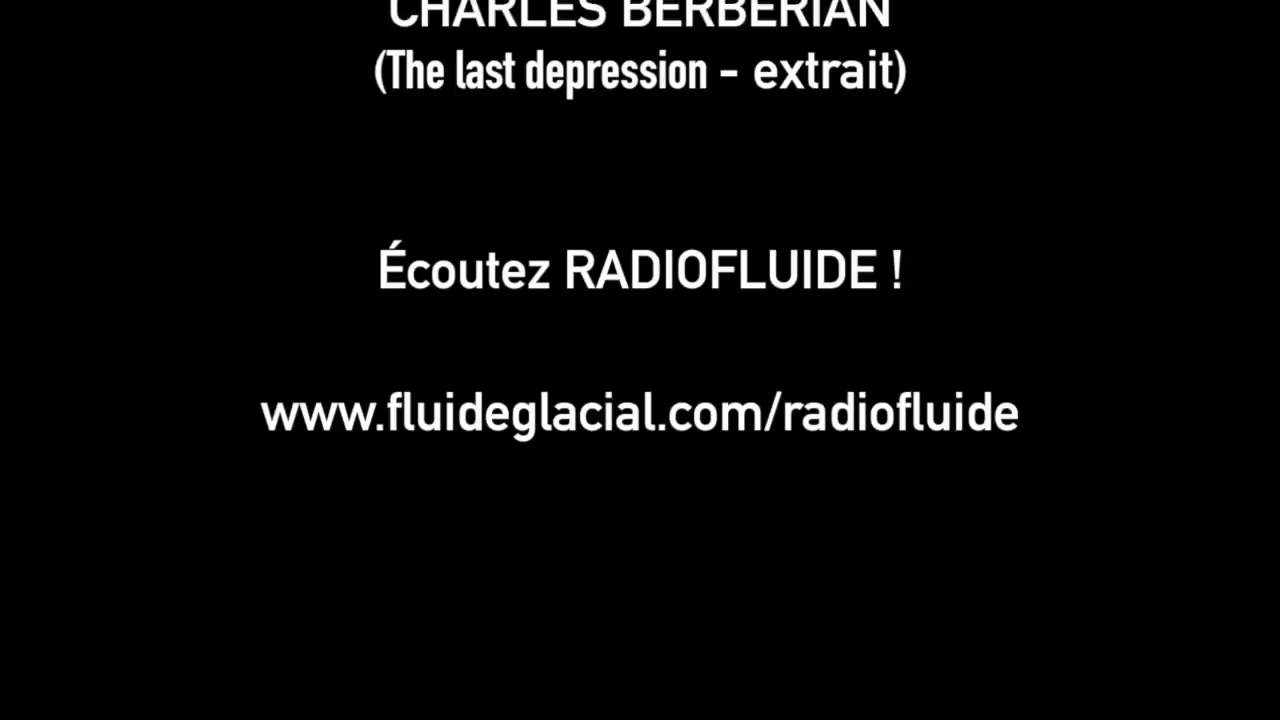 CHARLES BERBERIAN
(The last depression - extrait)
Écoutez RADIOFLUIDE !
www.fluideglacial.com/radiofluide